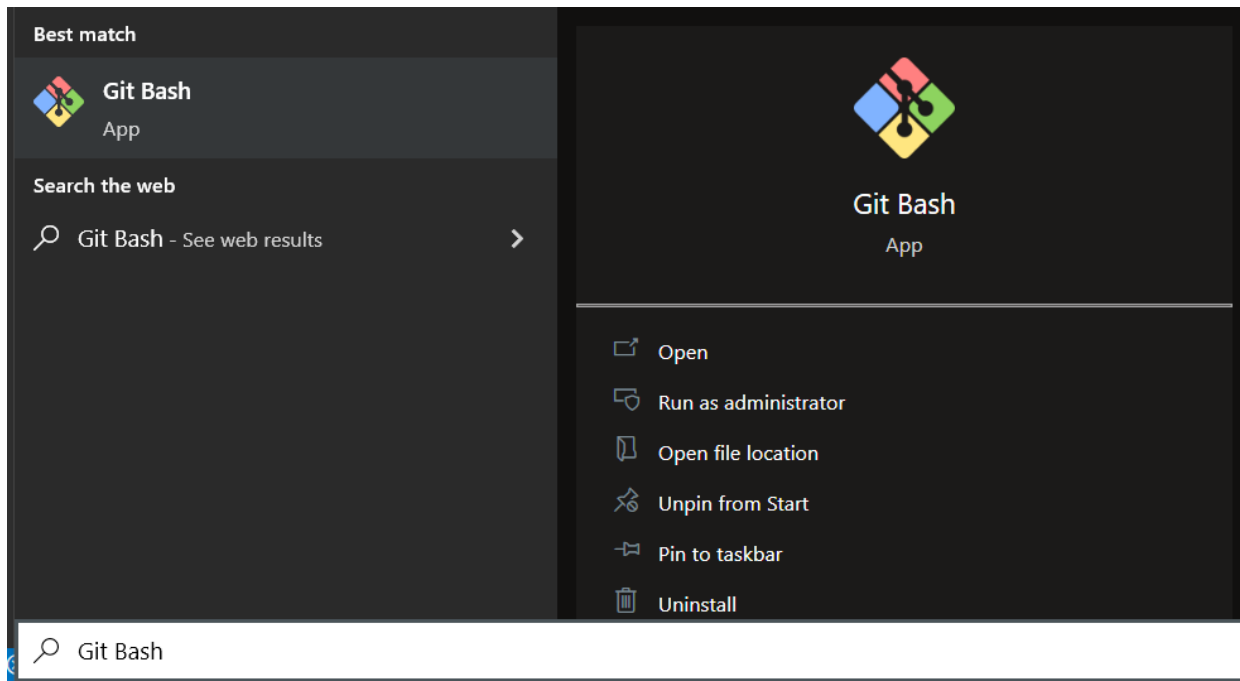 Best match
Git Bash
App
Search the web
Git Bash - See web results
Git Bash
App
Open
Run as administrator
Open file location
Unpin from Start
Pin to taskbar
Uninstall
Git Bash